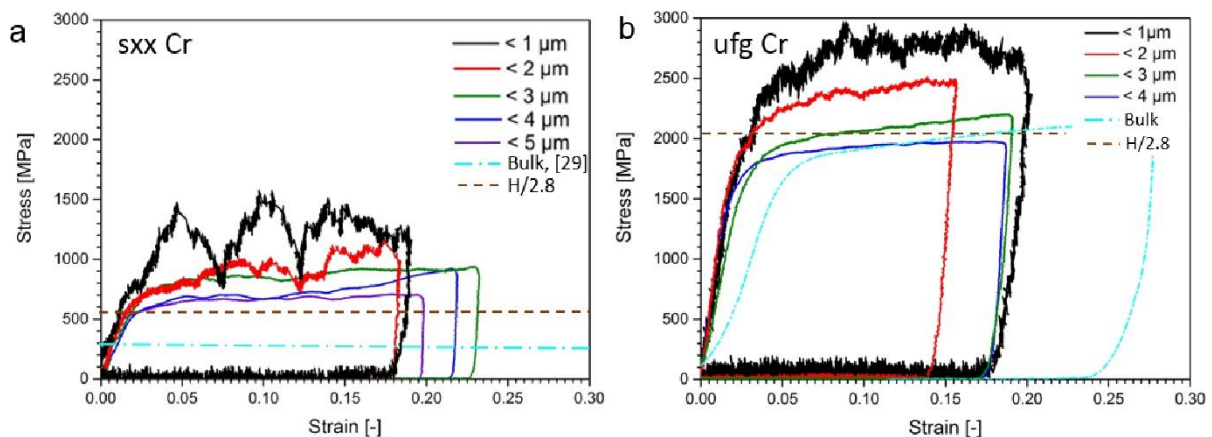 a
sxx Cr
< 1 µm
< 2 µm
< 3 µm
< 4 µm
< 5 µm
Bulk, [29]
H/2.8
Stress [MPa]
3000
2500
2000
1500
1000
500
0
0.00 0.05 0.10 0.15 0.20 0.25 0.30
Strain [-]
b
ufg Cr
< 1µm
< 2 µm
< 3 µm
< 4 µm
Bulk
H/2.8
Stress [MPa]
3000
2500
2000
1500
1000
500
0
0.00 0.05 0.10 0.15 0.20 0.25 0.30
Strain [-]